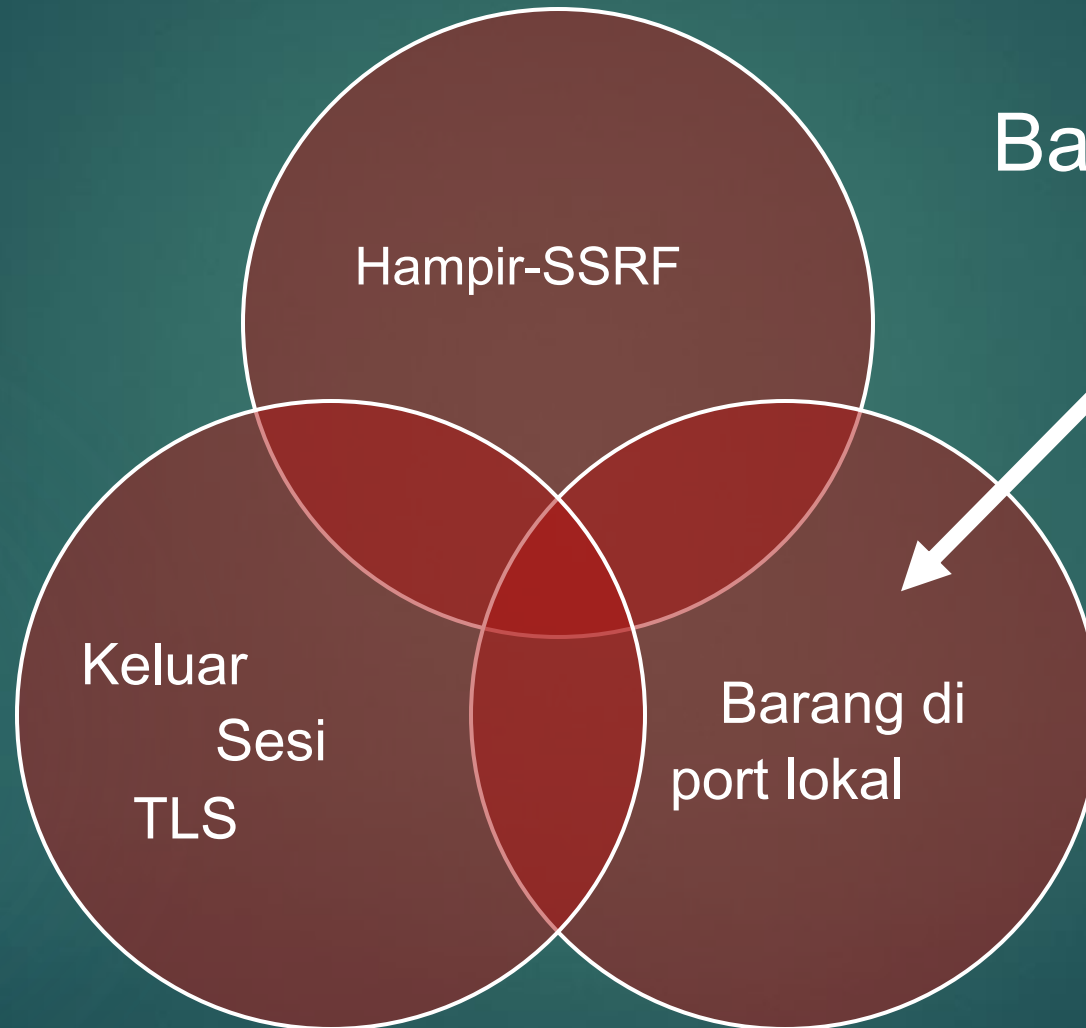 Ba
Hampir-SSRF
Keluar
Sesi
TLS
Barang di
port lokal